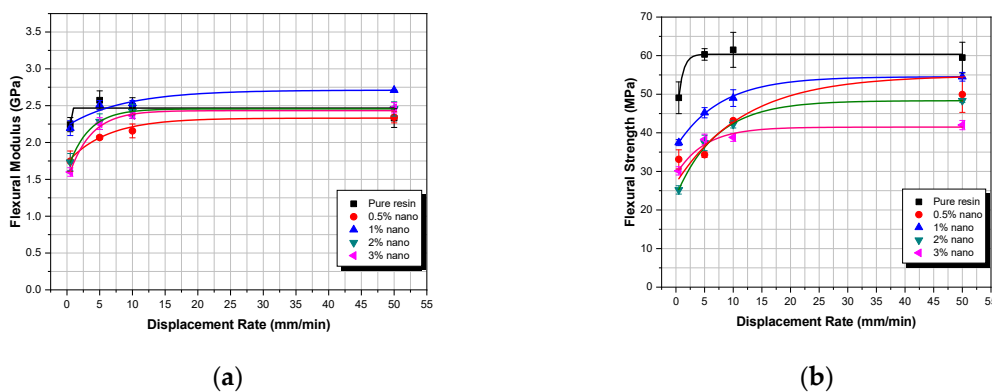 3.5
3.0
2.5
2.0
1.5
1.0
0.5
0.0
Flexural Modulus (GPa)
0 5 10 15 20 25 30 35 40 45 50 55
Displacement Rate (mm/min)
Pure resin
0.5% nano
1% nano
2% nano
3% nano
(a)
70
60
50
40
30
20
10
0
Flexural Strength (MPa)
0 5 10 15 20 25 30 35 40 45 50 55
Displacement Rate (mm/min)
Pure resin
0.5% nano
1% nano
2% nano
3% nano
(b)